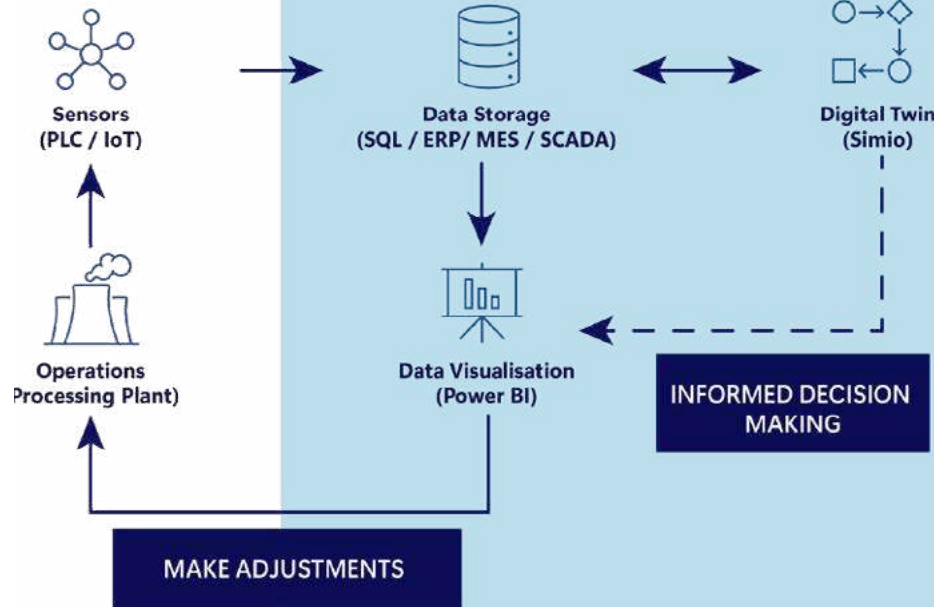 Sensors
(PLC / IoT)
Data Storage
(SQL / ERP/ MES / SCADA)
Digital Twin
(Simio)
Operations
Processing Plant)
Data Visualisation
(Power BI)
INFORMED DECISION
MAKING
MAKE ADJUSTMENTS